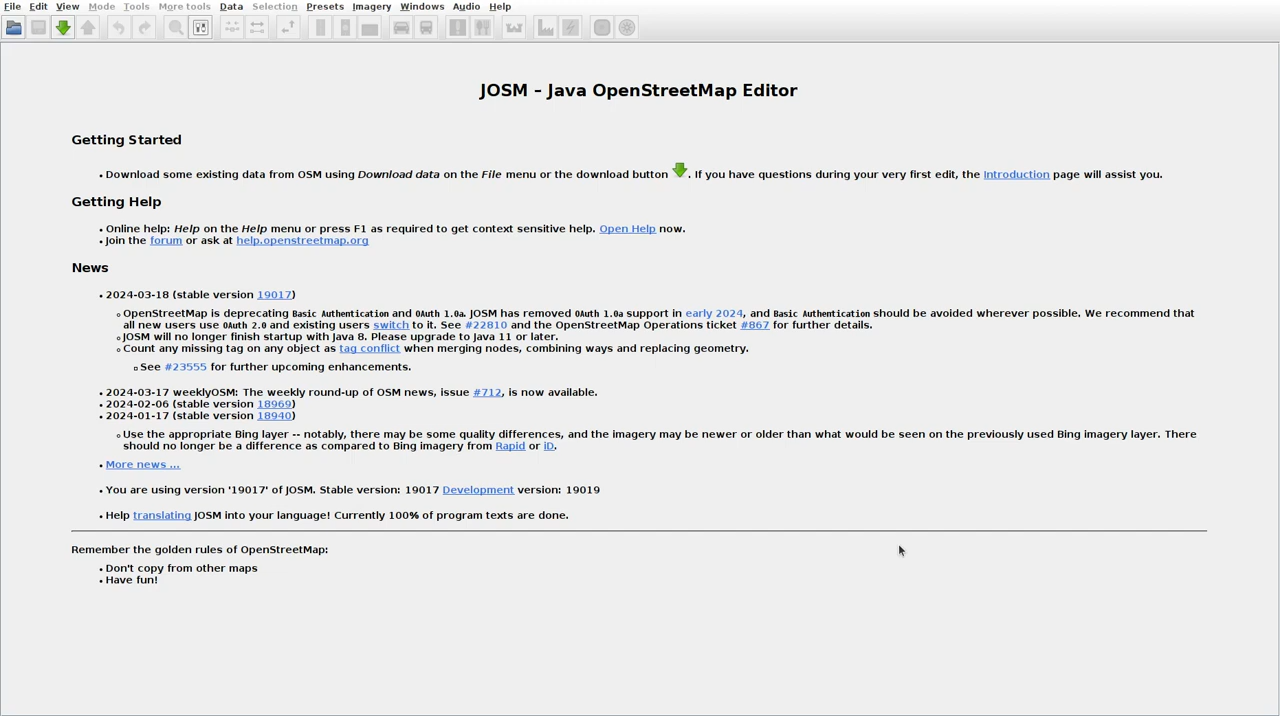 File Edit View Mode Tools More tools Data Selection Presets Imagery Windows Audio Help
JOSM – Java OpenStreetMap Editor
Getting Started
Download some existing data from OSM using Download data on the File menu or the download button . If you have questions during your very first edit, the Introduction page will assist you.
Getting Help
Online help: Help on the Help menu or press F1 as required to get context sensitive help. Open Help now.
Join the forum or ask at help.openstreetmap.org
News
2024-03-18 (stable version 19017)
OpenStreetMap is deprecating Basic Authentication and OAuth 1.0a. JOSM has removed OAuth 1.0a support in early 2024, and Basic Authentication should be avoided wherever possible. We recommend that
all new users use OAuth 2.0 and existing users switch to it. See #22810 and the OpenStreetMap Operations ticket #867 for further details.
JOSM will no longer finish startup with Java 8. Please upgrade to Java 11 or later.
Count any missing tag on any object as tag conflict when merging nodes, combining ways and replacing geometry.
See #23555 for further upcoming enhancements.
2024-03-17 weeklyOSM: The weekly round-up of OSM news, issue #712, is now available.
2024-02-06 (stable version 18969)
2024-01-17 (stable version 18940)
Use the appropriate Bing layer -- notably, there may be some quality differences, and the imagery may be newer or older than what would be seen on the previously used Bing imagery layer. There
should no longer be a difference as compared to Bing imagery from Rapid or iD.
More news ...
You are using version '19017' of JOSM. Stable version: 19017 Development version: 19019
Help translating JOSM into your language! Currently 100% of program texts are done.
Remember the golden rules of OpenStreetMap:
Don't copy from other maps
Have fun!